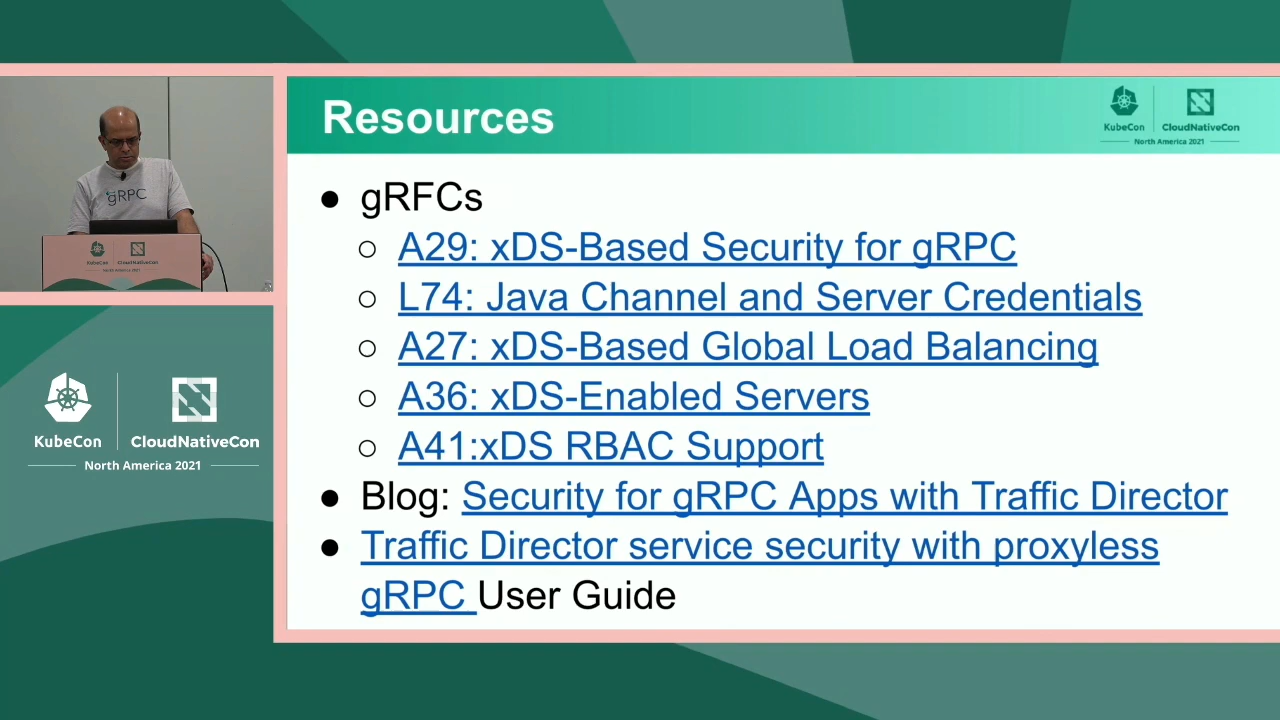 Resources
KubeCon
CloudNativeCon
North America 2021
● gRFCs
○ A29: xDS-Based Security for gRPC
○ L74: Java Channel and Server Credentials
○ A27: xDS-Based Global Load Balancing
○ A36: xDS-Enabled Servers
○ A41:xDS RBAC Support
● Blog: Security for gRPC Apps with Traffic Director
● Traffic Director service security with proxyless
gRPC User Guide
gRPC
KubeCon
CloudNativeCon
North America 2021